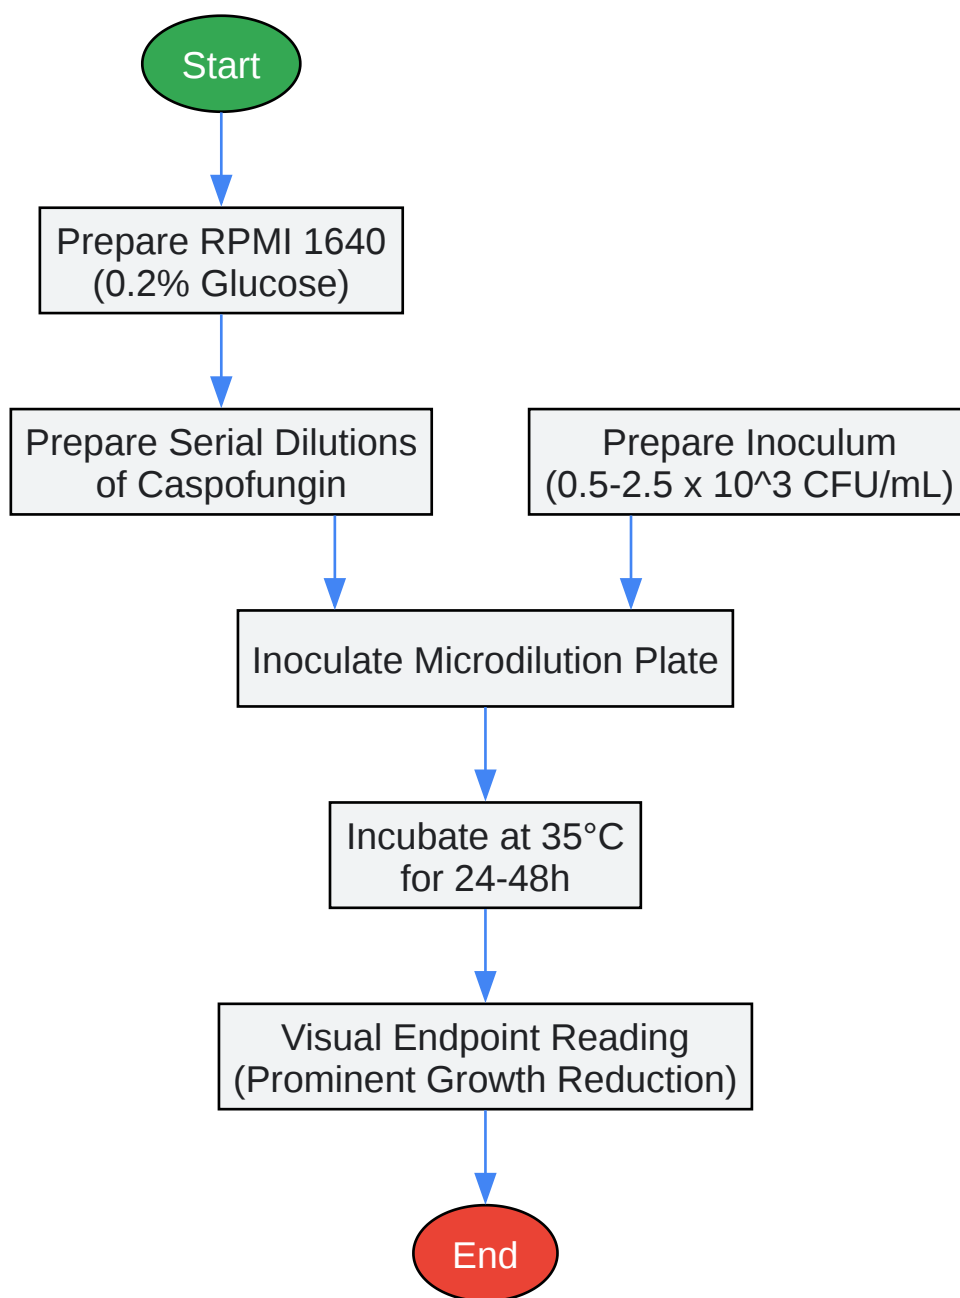 Start
Prepare RPMI 1640
(0.2% Glucose)
Prepare Serial Dilutions
of Caspofungin
Prepare Inoculum
(0.5-2.5 x 10^3 CFU/mL)
Inoculate Microdilution Plate
Incubate at 35°C
for 24-48h
Visual Endpoint Reading
(Prominent Growth Reduction)
End